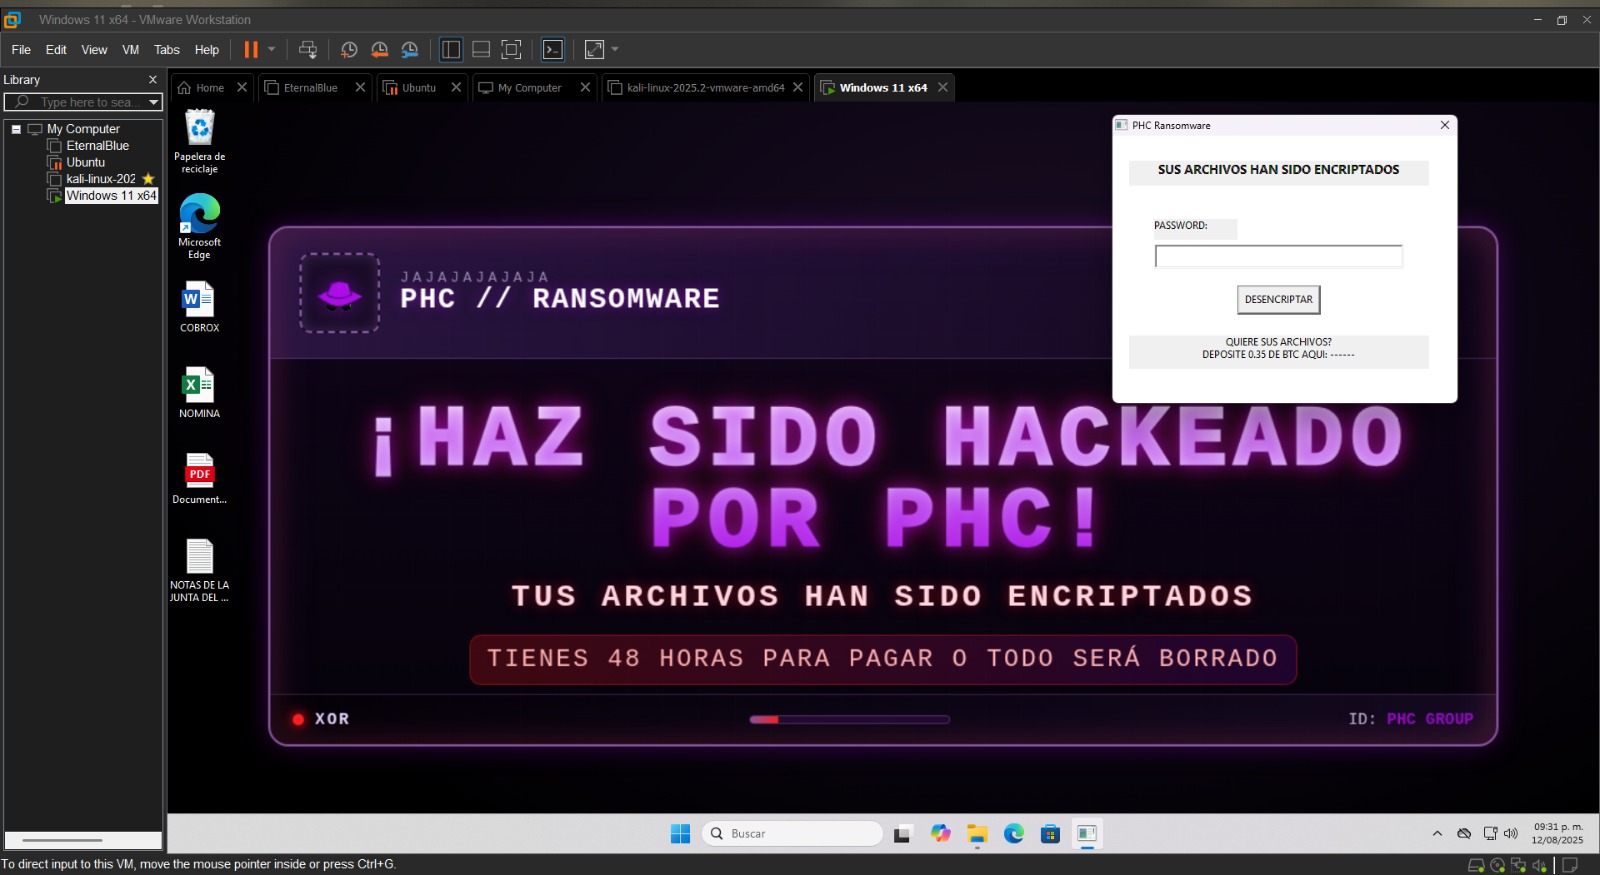 Windows 11 x64 - VMware Workstation
File Edit View VM Tabs Help
Library
Type here to sea...
My Computer
EternalBlue
Ubuntu
kali-linux-202
Windows 11 x64
Home EternalBlue Ubuntu My Computer kali-linux-2025.2-vmware-amd64 Windows 11 x64
Papelera de
reciclaje
Microsoft
Edge
COBROX
NOMINA
PDF
Document...
NOTAS DE LA
JUNTA DEL ...
PHC Ransomware
SUS ARCHIVOS HAN SIDO ENCRIPTADOS
PASSWORD:
DESENCRIPTAR
QUIERE SUS ARCHIVOS?
DEPOSITE 0.35 DE BTC AQUI: ------
JAJAJAJAJAJA
PHC // RANSOMWARE
¡HAZ SIDO HACKEADO
POR PHC!
TUS ARCHIVOS HAN SIDO ENCRIPTADOS
TIENES 48 HORAS PARA PAGAR O TODO SERÁ BORRADO
XOR
ID: PHC GROUP
Buscar
09:31 p. m.
12/08/2025
To direct input to this VM, move the mouse pointer inside or press Ctrl+G.